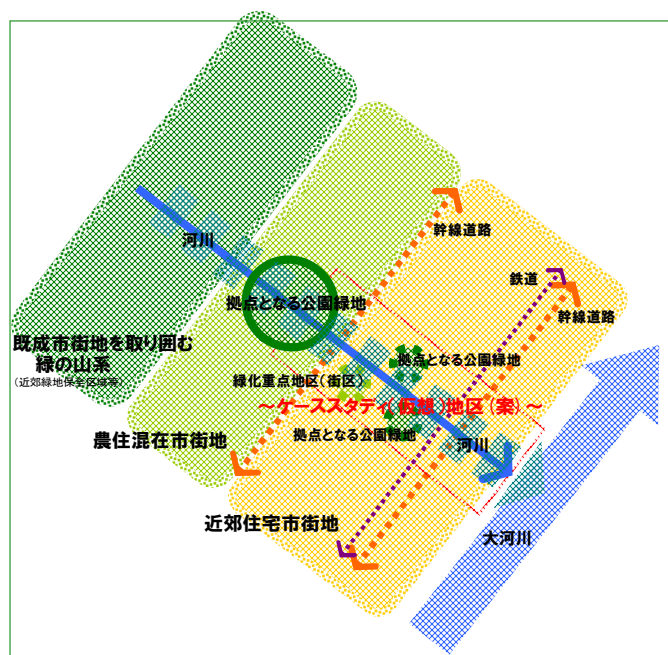 幹線道路
河川
鉄道
拠点となる公園緑地
幹線道路
既成市街地を取り囲む
緑の山系
(近郊緑地保全区域等)
拠点となる公園緑地
緑化重点地区(街区)
～ケーススタディ(仮想)地区(案)～
拠点となる公園緑地
農住混在市街地
河川
近郊住宅市街地
大河川